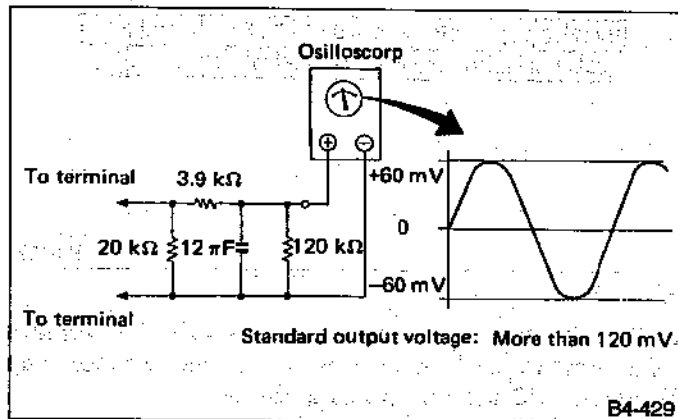 Osilloscorp
To terminal
3.9 kΩ
+60 mV
0
20 kΩ
12 πF
120 kΩ
−60 mV
To terminal
Standard output voltage: More than 120 mV
B4-429